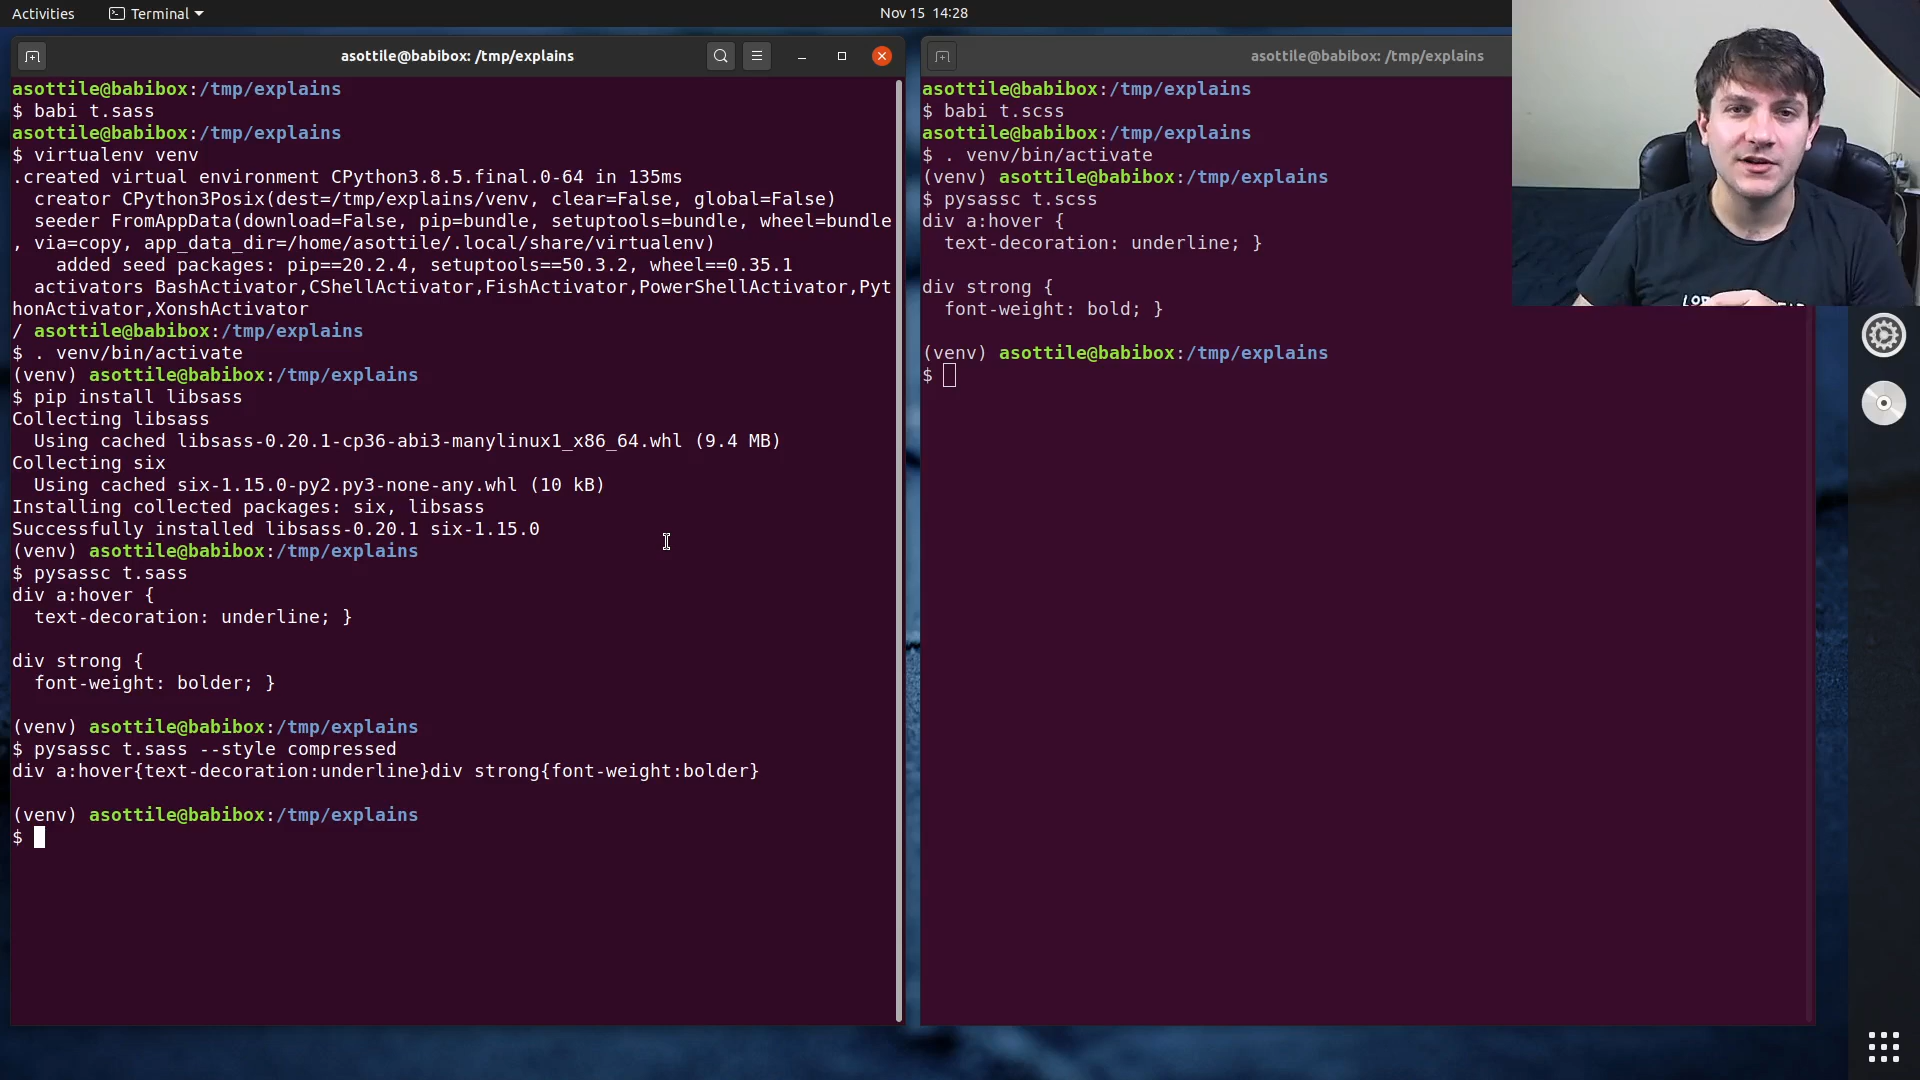 Activities
Terminal
Nov 15 14:28
asottile@babibox: /tmp/explains
asottile@babibox:/tmp/explains
$ babi t.sass
asottile@babibox:/tmp/explains
$ virtualenv venv
.created virtual environment CPython3.8.5.final.0-64 in 135ms
  creator CPython3Posix(dest=/tmp/explains/venv, clear=False, global=False)
  seeder FromAppData(download=False, pip=bundle, setuptools=bundle, wheel=bundle
, via=copy, app_data_dir=/home/asottile/.local/share/virtualenv)
    added seed packages: pip==20.2.4, setuptools==50.3.2, wheel==0.35.1
  activators BashActivator,CShellActivator,FishActivator,PowerShellActivator,Pyt
honActivator,XonshActivator
/ asottile@babibox:/tmp/explains
$ . venv/bin/activate
(venv) asottile@babibox:/tmp/explains
$ pip install libsass
Collecting libsass
  Using cached libsass-0.20.1-cp36-abi3-manylinux1_x86_64.whl (9.4 MB)
Collecting six
  Using cached six-1.15.0-py2.py3-none-any.whl (10 kB)
Installing collected packages: six, libsass
Successfully installed libsass-0.20.1 six-1.15.0
(venv) asottile@babibox:/tmp/explains
$ pysassc t.sass
div a:hover {
  text-decoration: underline; }
div strong {
  font-weight: bolder; }
(venv) asottile@babibox:/tmp/explains
$ pysassc t.sass --style compressed
div a:hover{text-decoration:underline}div strong{font-weight:bolder}
(venv) asottile@babibox:/tmp/explains
$
asottile@babibox: /tmp/explains
asottile@babibox:/tmp/explains
$ babi t.scss
asottile@babibox:/tmp/explains
$ . venv/bin/activate
(venv) asottile@babibox:/tmp/explains
$ pysassc t.scss
div a:hover {
  text-decoration: underline; }
div strong {
  font-weight: bold; }
(venv) asottile@babibox:/tmp/explains
$